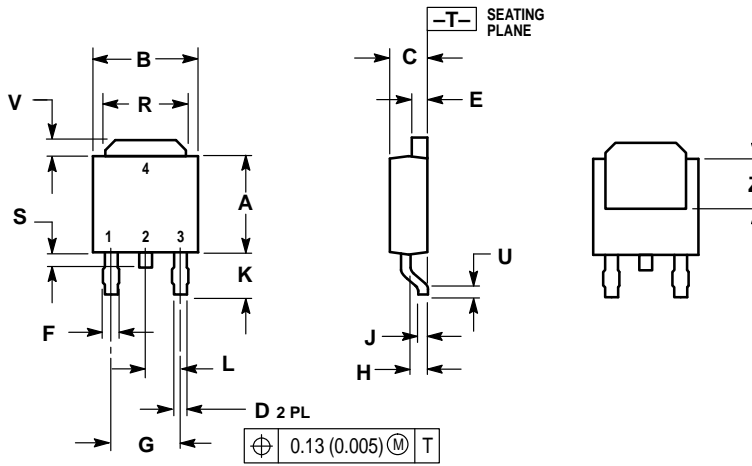 –T– SEATING
PLANE
B
C
V
R
E
4
Z
S
A
1 2 3
U
K
F
J
L
H
D 2 PL
G
⌖ 0.13 (0.005) Ⓜ T